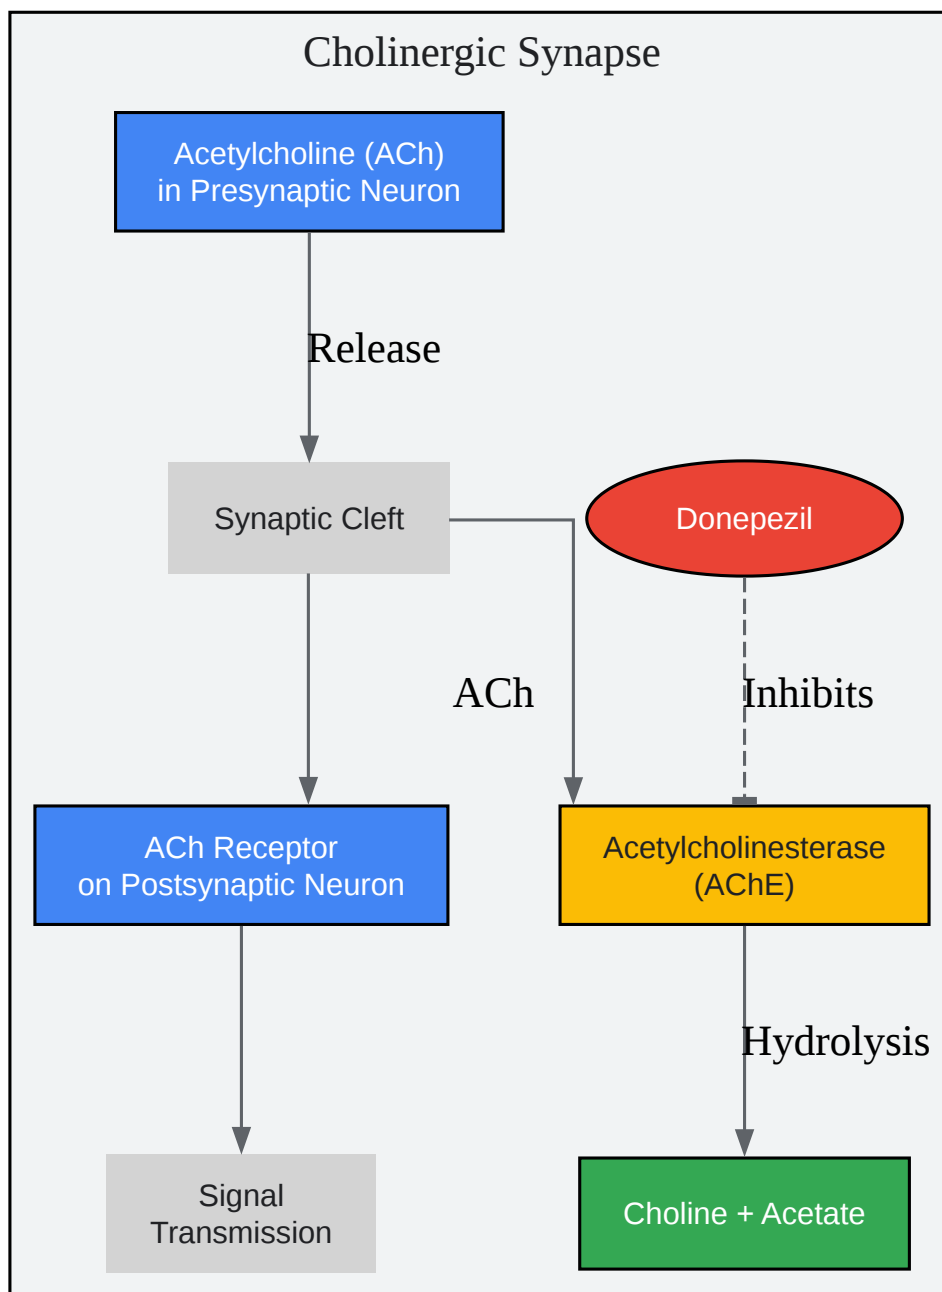 Cholinergic Synapse
Acetylcholine (ACh)
in Presynaptic Neuron
Release
Synaptic Cleft
Donepezil
ACh
Inhibits
ACh Receptor
on Postsynaptic Neuron
Acetylcholinesterase
(AChE)
Hydrolysis
Signal
Transmission
Choline + Acetate